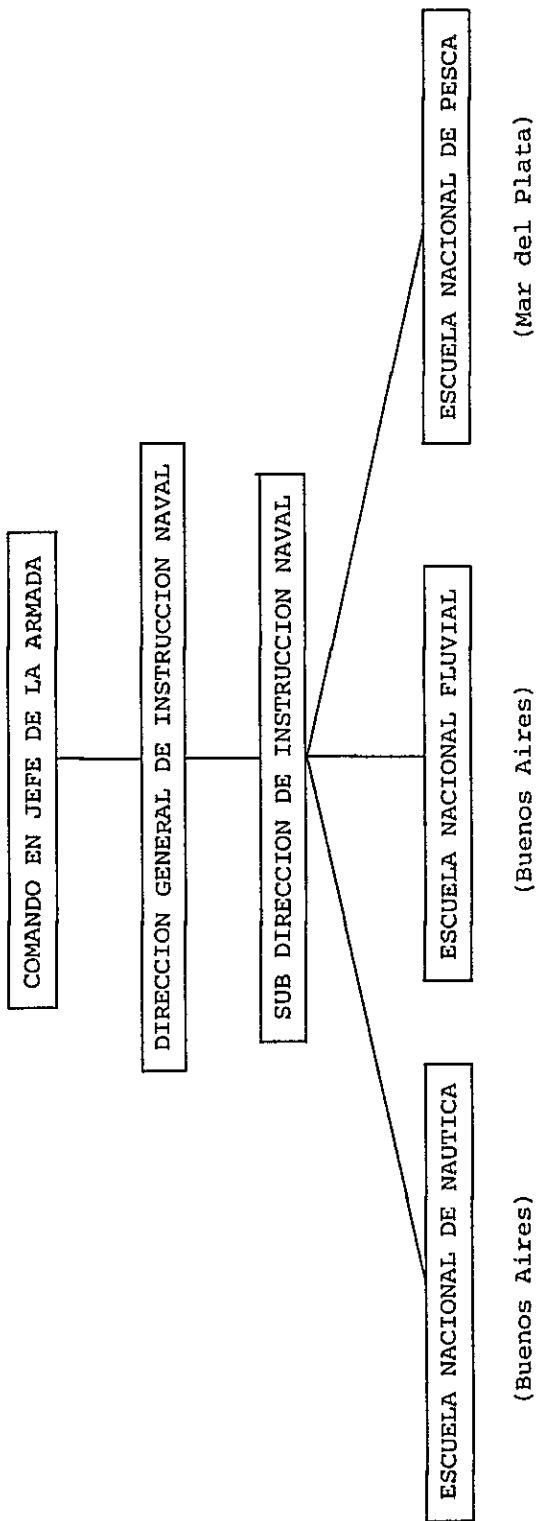 COMANDO EN JEFE DE LA ARMADA
DIRECCION GENERAL DE INSTRUCCION NAVAL
SUB DIRECCION DE INSTRUCCION NAVAL
ESCUELA NACIONAL DE NAUTICA
(Buenos Aires)
ESCUELA NACIONAL FLUVIAL
(Buenos Aires)
ESCUELA NACIONAL DE PESCA
(Mar del Plata)